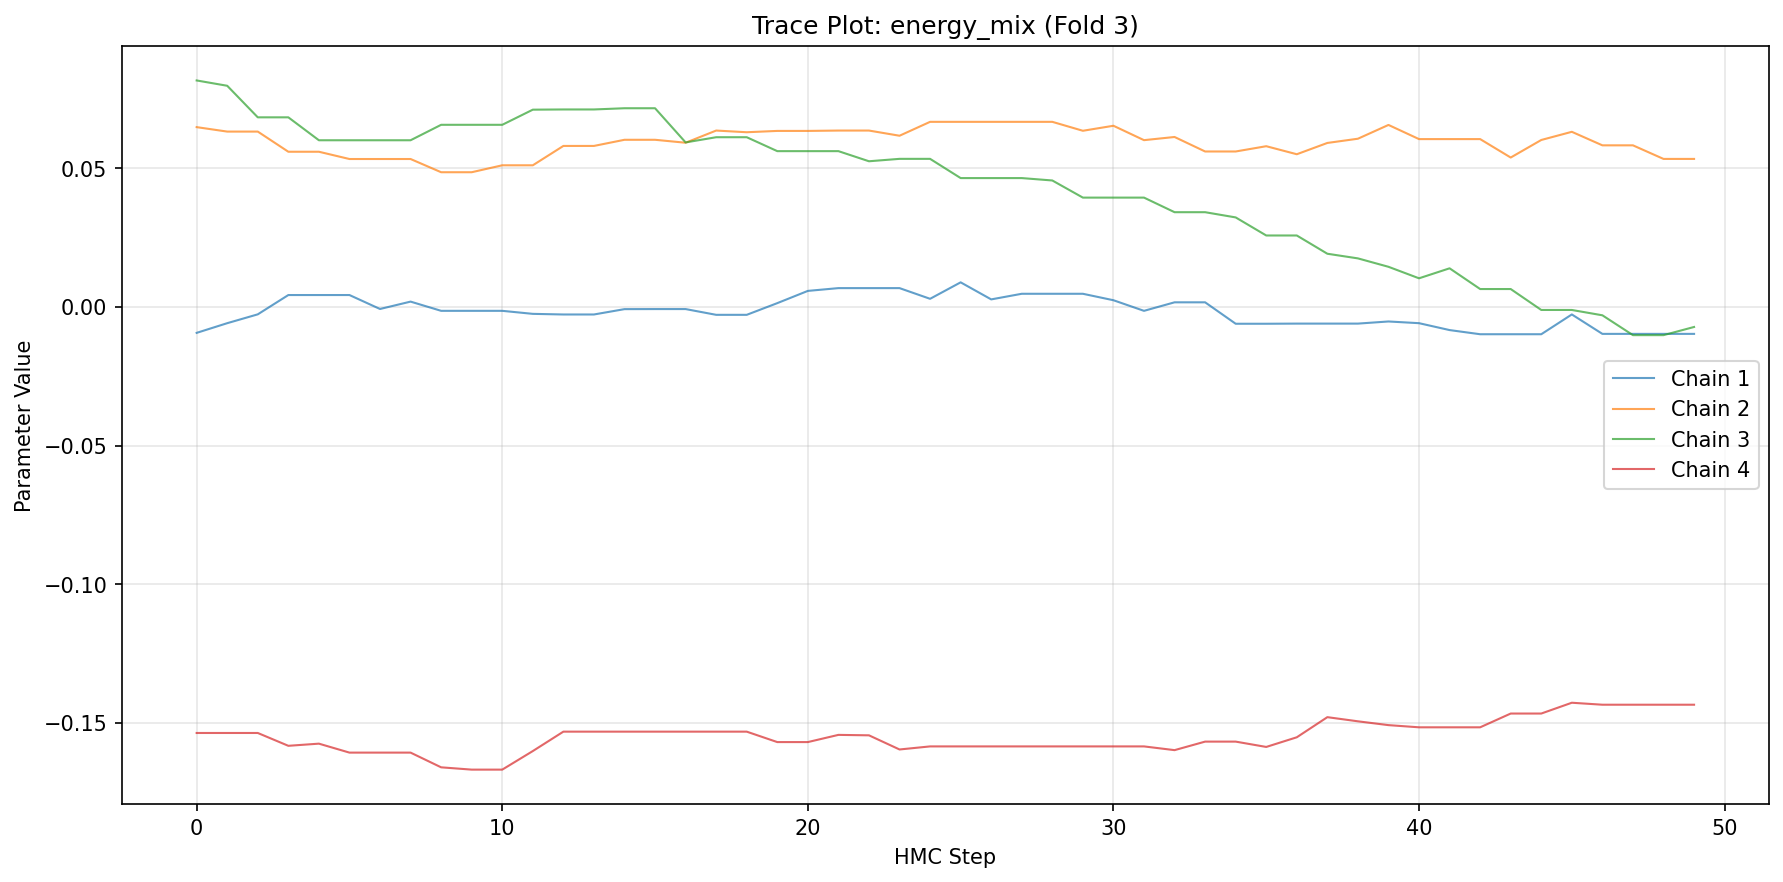 Trace Plot: energy_mix (Fold 3)
Parameter Value
0.05
0.00
−0.05
−0.10
−0.15
Chain 1
Chain 2
Chain 3
Chain 4
0 10 20 30 40 50
HMC Step